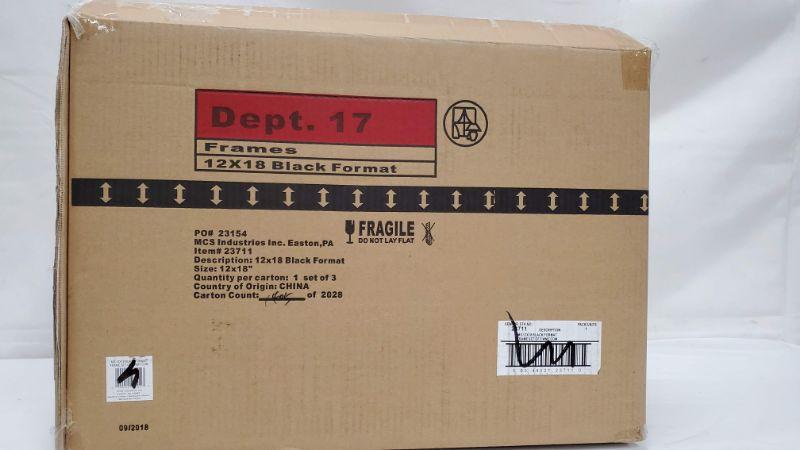 Dept. 17
Frames
12X18 Black Format
FRAGILE
DO NOT LAY FLAT
PO# 23154
MCS Industries Inc. Easton,PA
Item# 23711
Description: 12x18 Black Format
Size: 12x18"
Quantity per carton: 1 set of 3
Country of Origin: CHINA
Carton Count: of 2028
23711 DESCRIPTION
09/2018